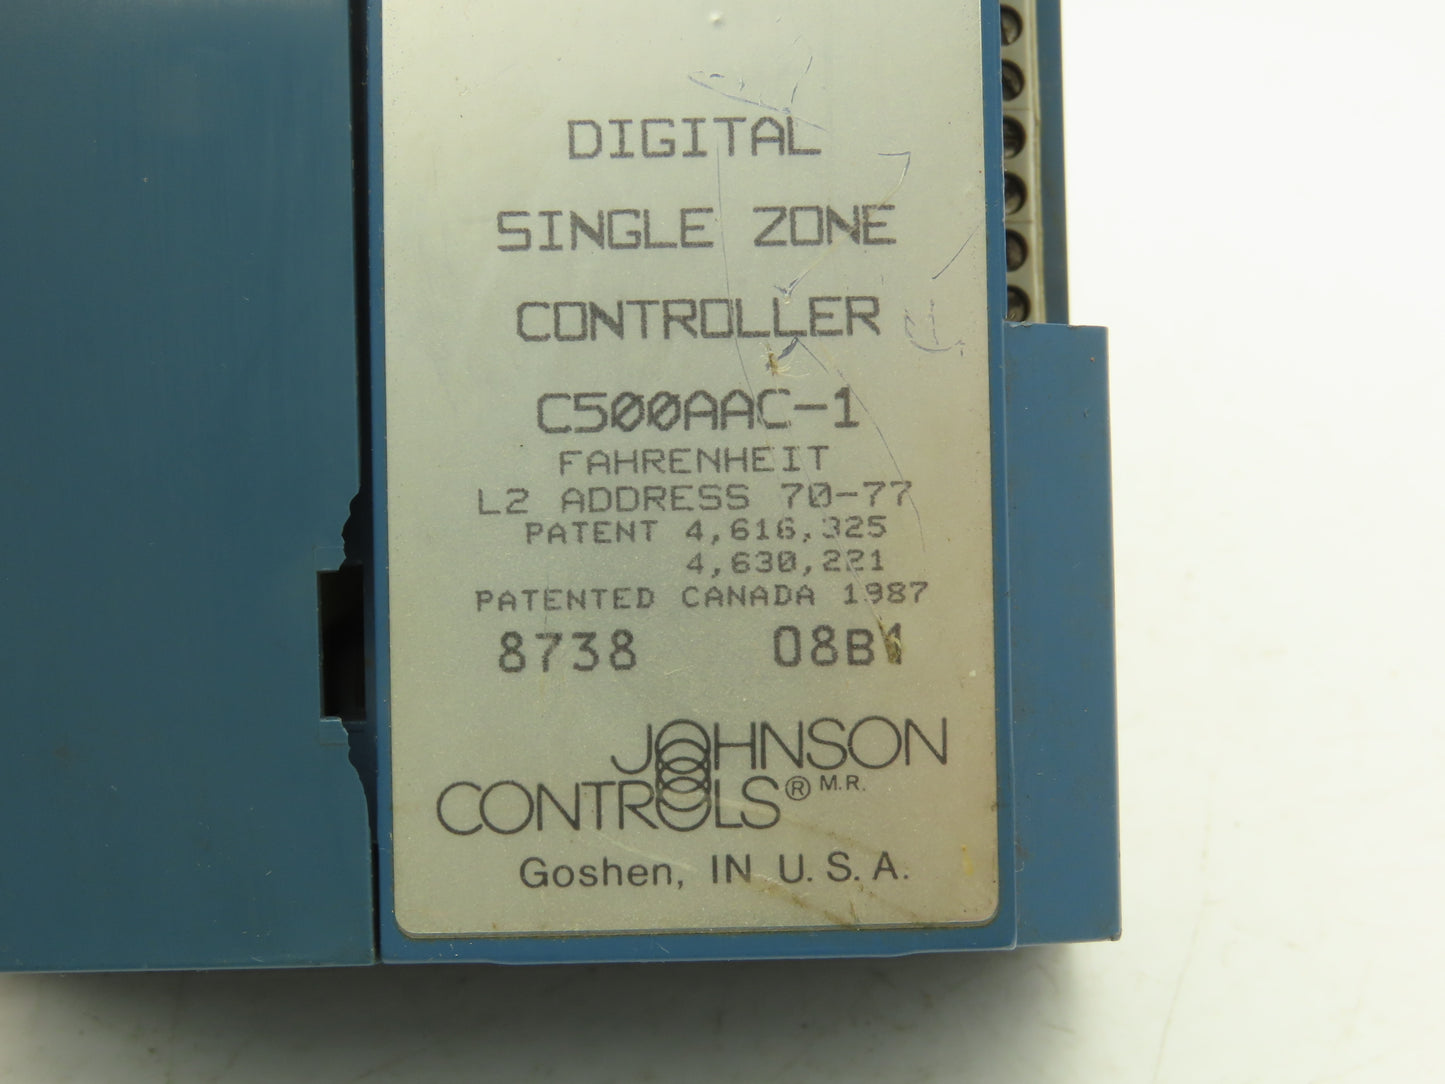 DIGITAL
SINGLE ZONE
CONTROLLER
C500AAC-1
FAHRENHEIT
L2 ADDRESS 70-77
PATENT 4,616,325
4,630,221
PATENTED CANADA 1987
8738 08B1
JOHNSON
CONTROLS® M.R.
Goshen, IN U.S.A.